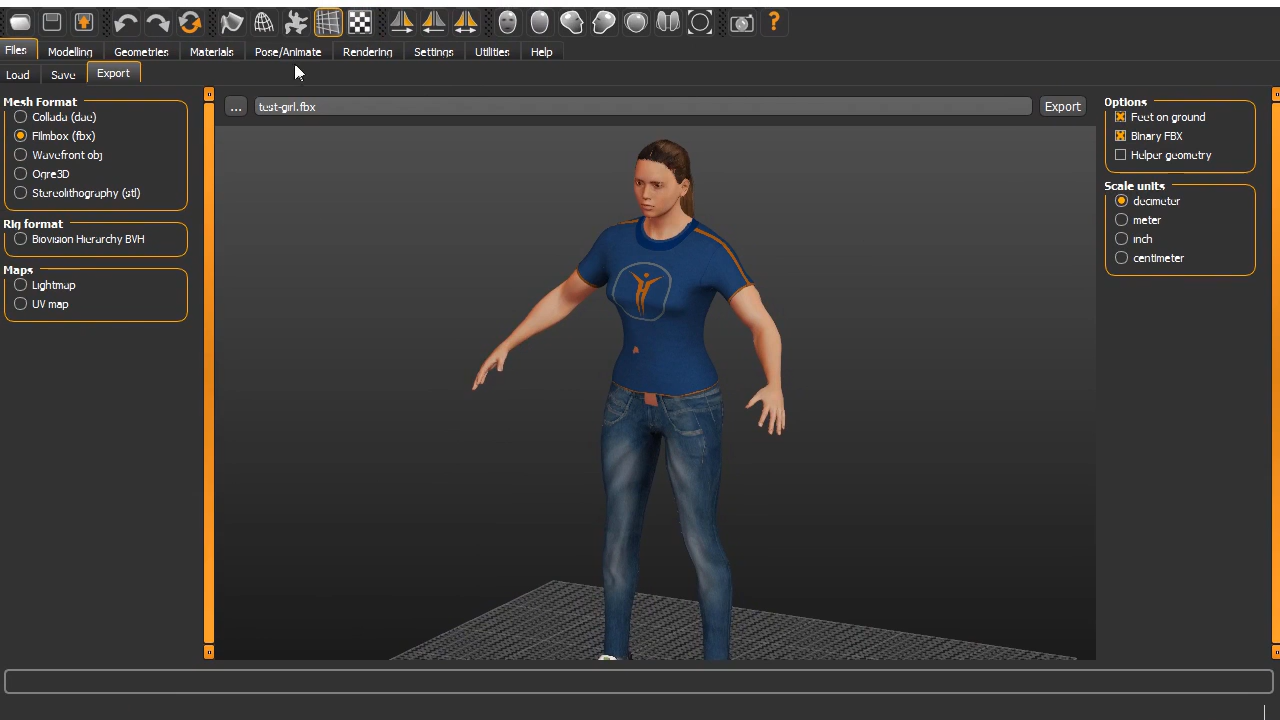 Files Modelling Geometries Materials Pose/Animate Rendering Settings Utilities Help
Load Save Export
Mesh Format
Collada (dae)
Filmbox (fbx)
Wavefront obj
Ogre3D
Stereolithography (stl)
Rig format
Biovision Hierarchy BVH
Maps
Lightmap
UV map
... test-girl.fbx Export
Options
Feet on ground
Binary FBX
Helper geometry
Scale units
decimeter
meter
inch
centimeter